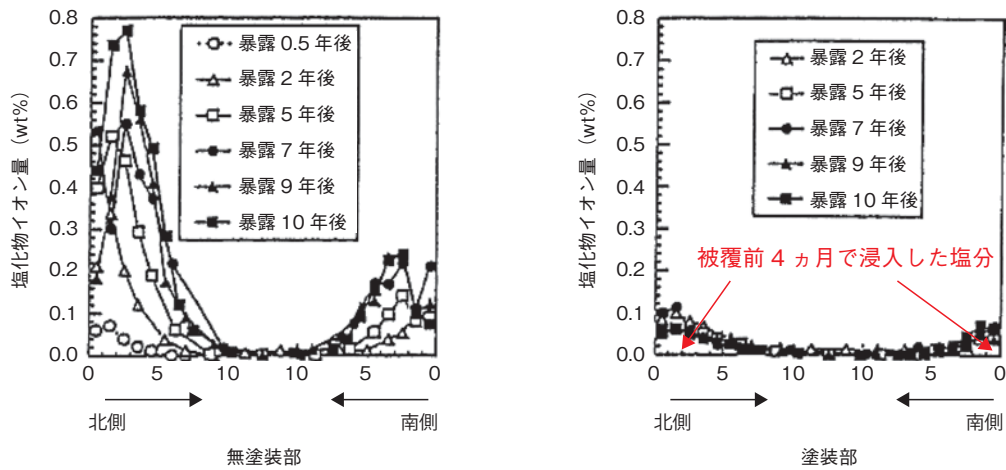 塩化物イオン量（wt%）
0.8
0.7
0.6
0.5
0.4
0.3
0.2
0.1
0.0
暴露 0.5 年後
暴露 2 年後
暴露 5 年後
暴露 7 年後
暴露 9 年後
暴露 10 年後
0 5 10 10 5 0
北側 南側
無塗装部
塩化物イオン量（wt%）
0.8
0.7
0.6
0.5
0.4
0.3
0.2
0.1
0.0
暴露 2 年後
暴露 5 年後
暴露 7 年後
暴露 9 年後
暴露 10 年後
被覆前 4 ヵ月で浸入した塩分
0 5 10 10 5 0
北側 南側
塗装部